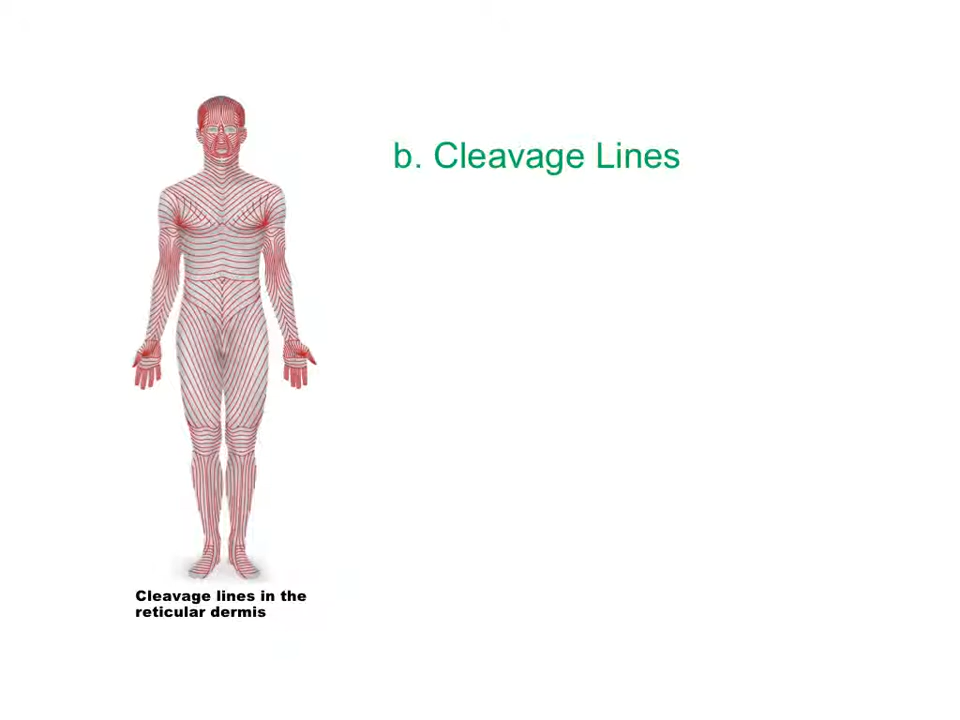 b. Cleavage Lines
Cleavage lines in the
reticular dermis